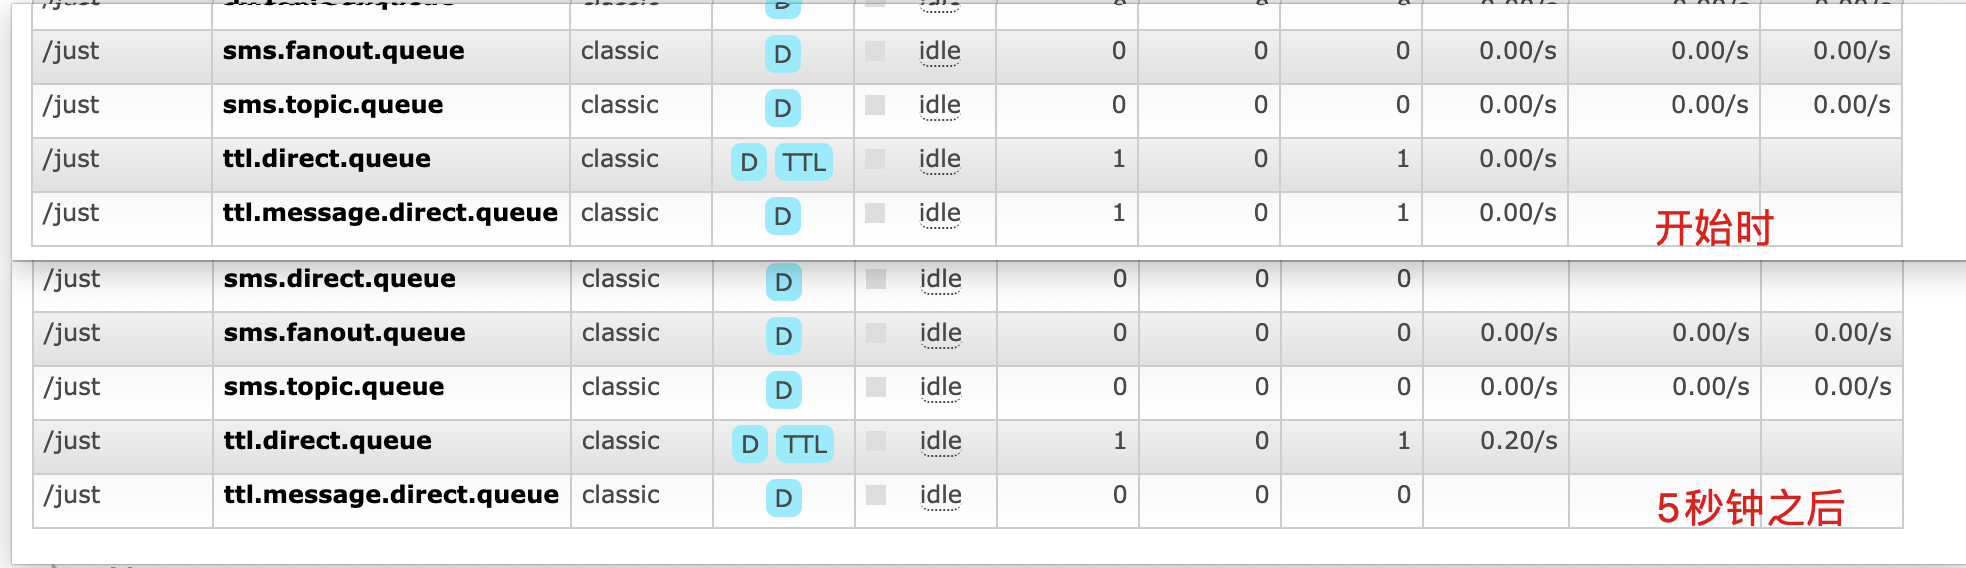 /just sms.fanout.queue classic D idle 0 0 0 0.00/s 0.00/s 0.00/s
/just sms.topic.queue classic D idle 0 0 0 0.00/s 0.00/s 0.00/s
/just ttl.direct.queue classic D TTL idle 1 0 1 0.00/s
/just ttl.message.direct.queue classic D idle 1 0 1 0.00/s
开始时
/just sms.direct.queue classic D idle 0 0 0
/just sms.fanout.queue classic D idle 0 0 0 0.00/s 0.00/s 0.00/s
/just sms.topic.queue classic D idle 0 0 0 0.00/s 0.00/s 0.00/s
/just ttl.direct.queue classic D TTL idle 1 0 1 0.20/s
/just ttl.message.direct.queue classic D idle 0 0 0
5秒钟之后